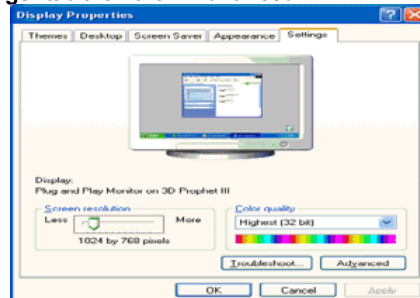 Display Properties
Themes Desktop Screen Saver Appearance Settings
Display:
Plug and Play Monitor on 3D Prophet III
Screen resolution
Less More
1024 by 768 pixels
Color quality
Highest (32 bit)
Troubleshoot... Advanced
OK Cancel Apply